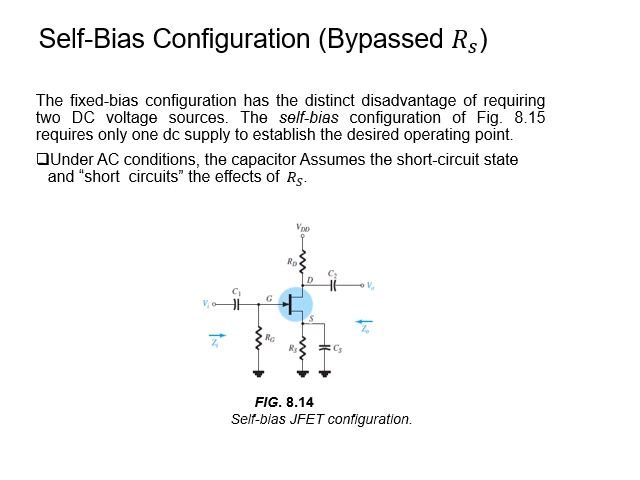 Self-Bias Configuration (Bypassed R_S)
The fixed-bias configuration has the distinct disadvantage of requiring
two DC voltage sources. The self-bias configuration of Fig. 8.15
requires only one dc supply to establish the desired operating point.
❑Under AC conditions, the capacitor Assumes the short-circuit state
and “short circuits” the effects of R_S.
V_DD
R_D
D
C_2
V_o
C_1
G
V_i
S
Z_o
Z_i
R_G
R_S
C_S
FIG. 8.14
Self-bias JFET configuration.